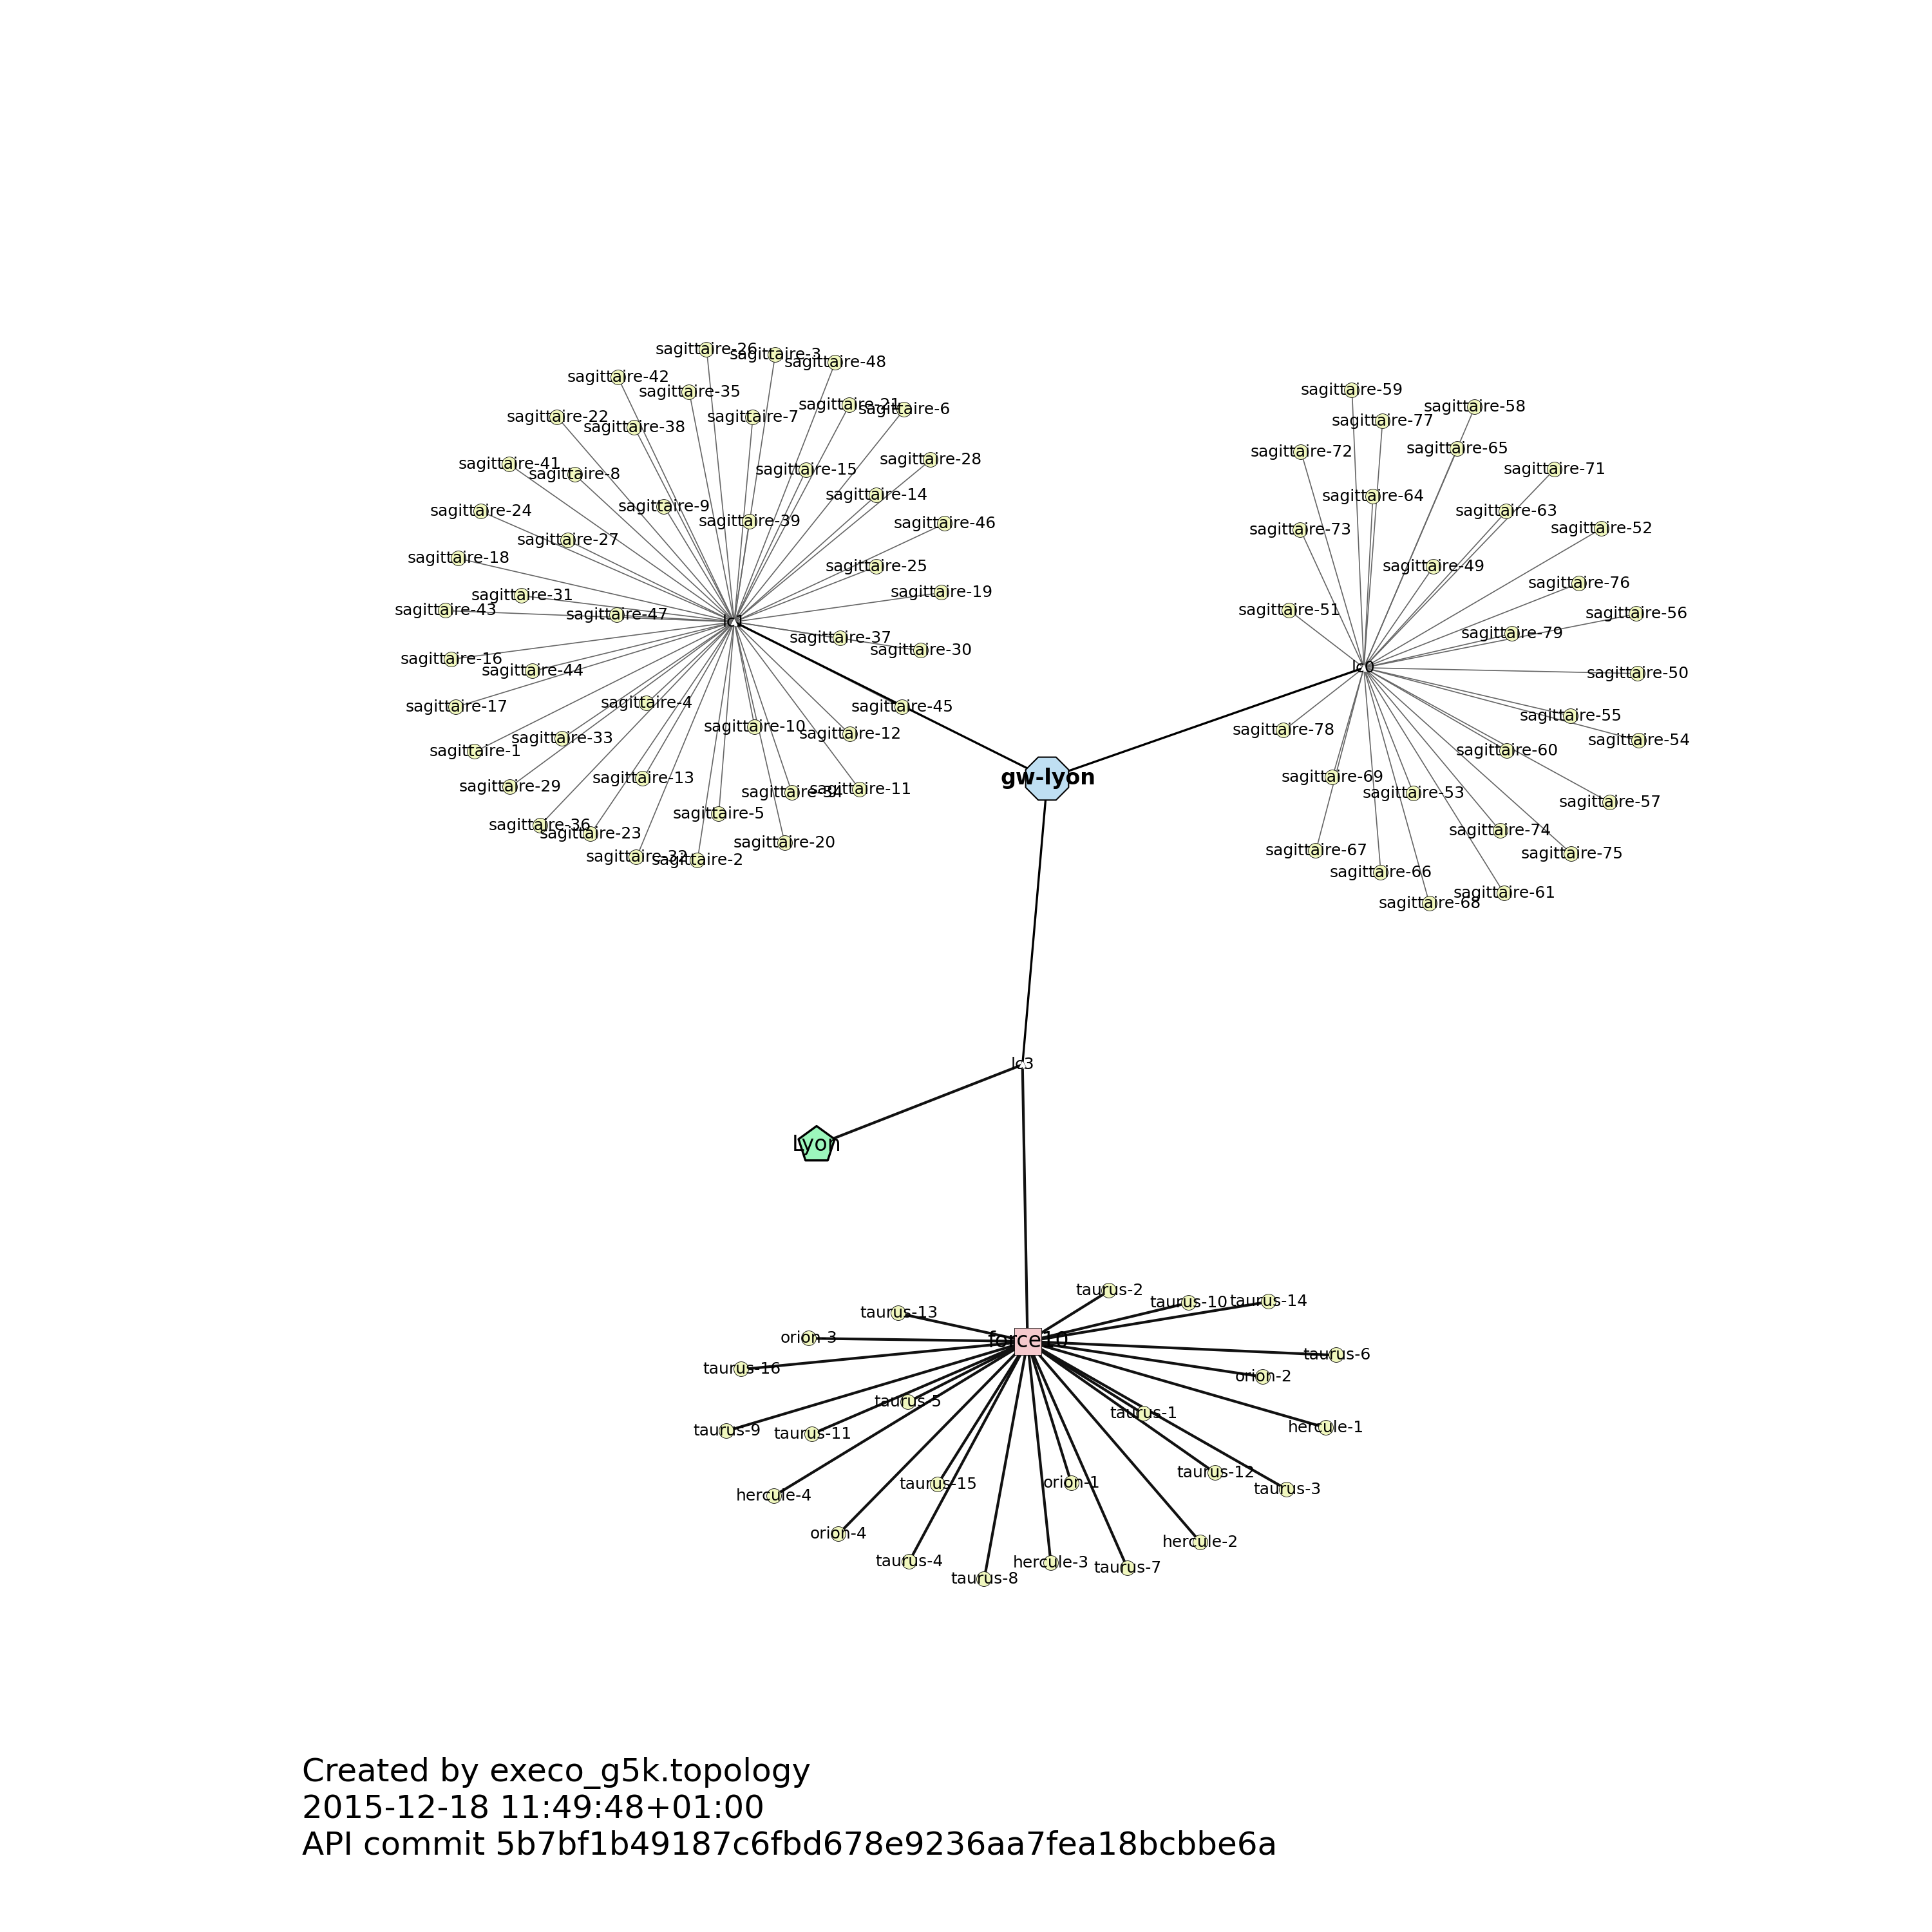 sagittaire-26
sagittaire-3
sagittaire-48
sagittaire-42
sagittaire-35
sagittaire-22
sagittaire-38
sagittaire-7
sagittaire-21
sagittaire-6
sagittaire-41
sagittaire-8
sagittaire-15
sagittaire-28
sagittaire-24
sagittaire-9
sagittaire-39
sagittaire-14
sagittaire-46
sagittaire-27
sagittaire-18
sagittaire-25
sagittaire-31
sagittaire-19
sagittaire-43
sagittaire-47
lc1
sagittaire-37
sagittaire-30
sagittaire-16
sagittaire-44
sagittaire-17
sagittaire-4
sagittaire-45
sagittaire-10
sagittaire-12
sagittaire-33
sagittaire-1
sagittaire-13
sagittaire-29
sagittaire-34
sagittaire-11
sagittaire-5
sagittaire-36
sagittaire-23
sagittaire-20
sagittaire-32
sagittaire-2
sagittaire-59
sagittaire-58
sagittaire-77
sagittaire-72
sagittaire-65
sagittaire-71
sagittaire-64
sagittaire-63
sagittaire-73
sagittaire-52
sagittaire-49
sagittaire-76
sagittaire-51
sagittaire-56
sagittaire-79
lc0
sagittaire-50
sagittaire-55
sagittaire-78
sagittaire-54
sagittaire-60
sagittaire-69
sagittaire-53
sagittaire-57
sagittaire-74
sagittaire-67
sagittaire-75
sagittaire-66
sagittaire-61
sagittaire-68
gw-lyon
lc3
Lyon
taurus-2
taurus-10
taurus-14
taurus-13
orion-3
force10
taurus-6
taurus-16
orion-2
taurus-5
taurus-1
hercule-1
taurus-9
taurus-11
taurus-12
taurus-15
orion-1
taurus-3
hercule-4
orion-4
hercule-2
taurus-4
hercule-3
taurus-7
taurus-8
Created by execo_g5k.topology
2015-12-18 11:49:48+01:00
API commit 5b7bf1b49187c6fbd678e9236aa7fea18bcbbe6a